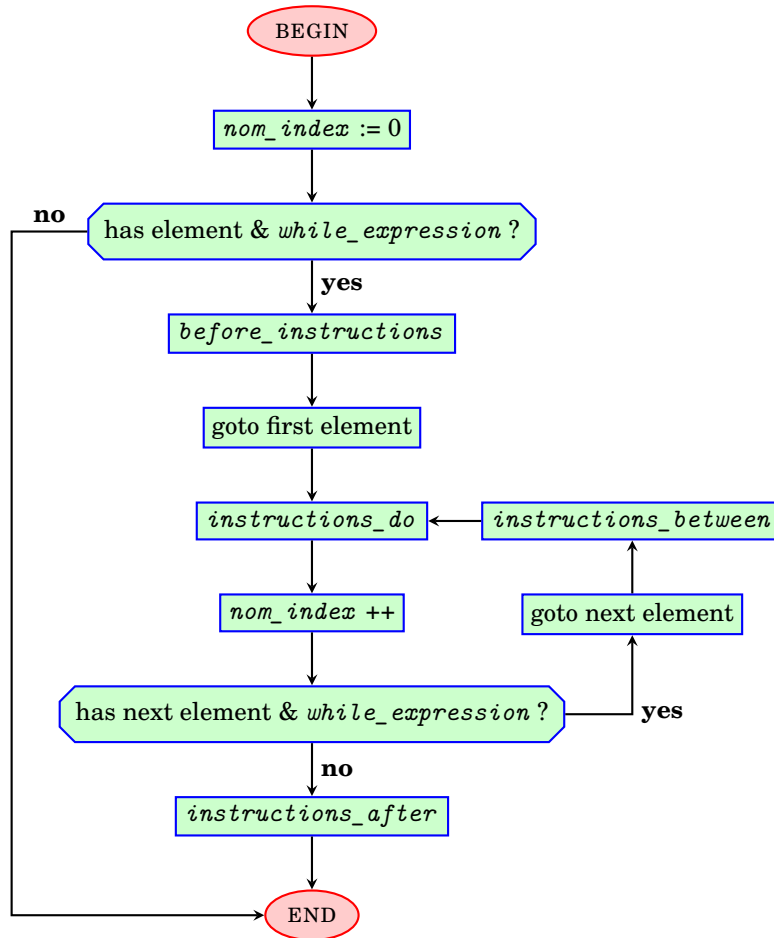 BEGIN
nom_index := 0
has element & while_expression ?
no
yes
before_instructions
goto first element
instructions_do
instructions_between
nom_index ++
goto next element
has next element & while_expression ?
yes
no
instructions_after
END